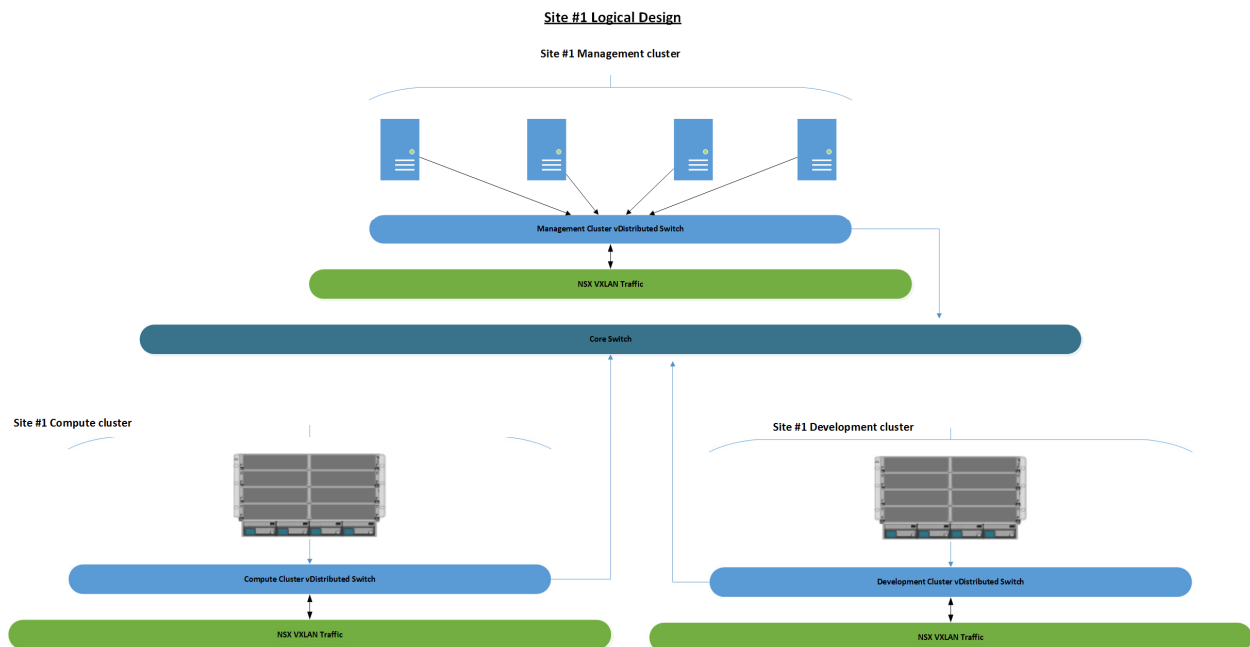 Site #1 Logical Design
Site #1 Management cluster
Management Cluster vDistributed Switch
NSX VXLAN Traffic
Core Switch
Site #1 Compute cluster
Site #1 Development cluster
Compute Cluster vDistributed Switch
Development Cluster vDistributed Switch
NSX VXLAN Traffic
NSX VXLAN Traffic